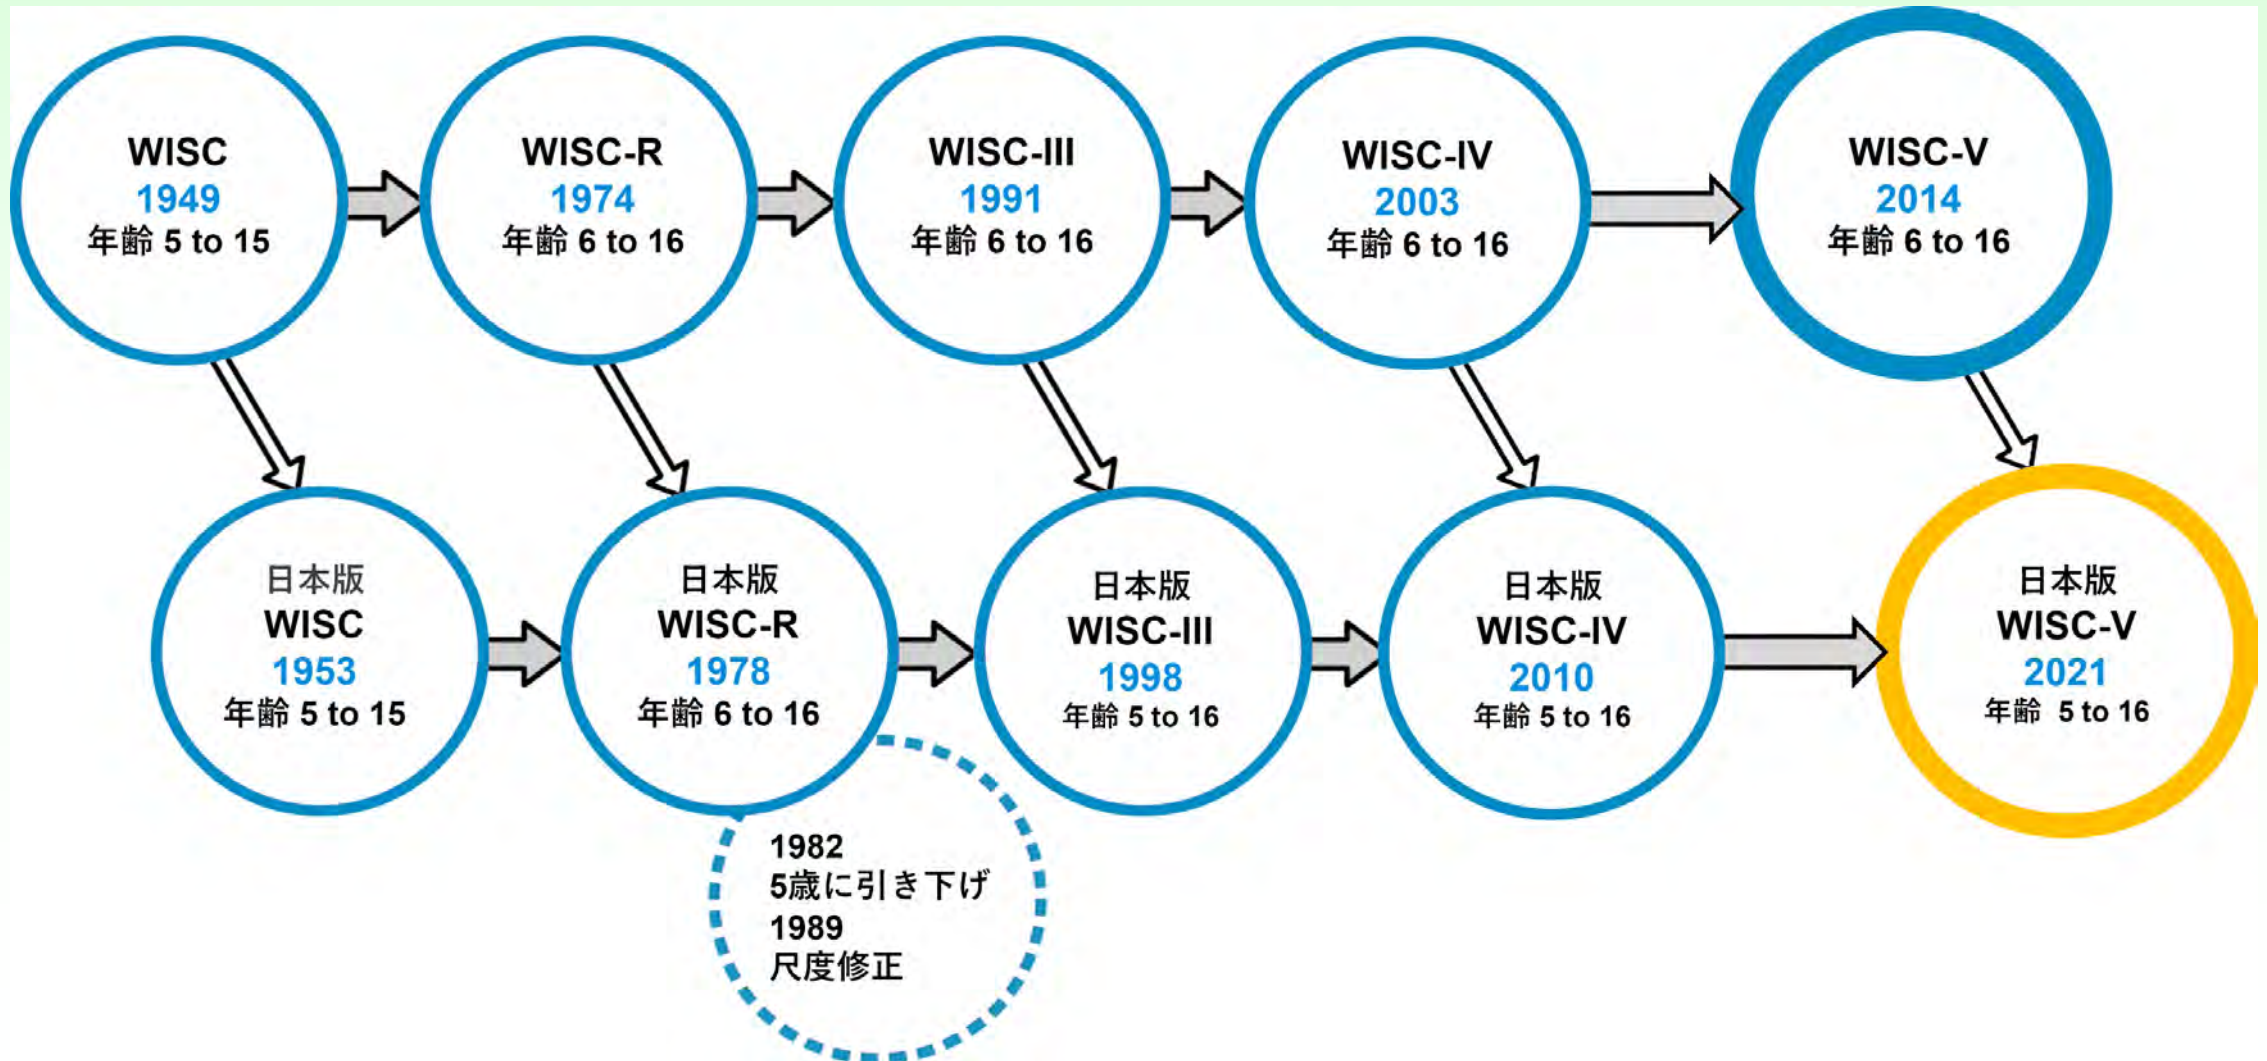 WISC
1949
年齢 5 to 15
WISC-R
1974
年齢 6 to 16
WISC-III
1991
年齢 6 to 16
WISC-IV
2003
年齢 6 to 16
WISC-V
2014
年齢 6 to 16
日本版
WISC
1953
年齢 5 to 15
日本版
WISC-R
1978
年齢 6 to 16
日本版
WISC-III
1998
年齢 5 to 16
日本版
WISC-IV
2010
年齢 5 to 16
日本版
WISC-V
2021
年齢 5 to 16
1982
5歳に引き下げ
1989
尺度修正